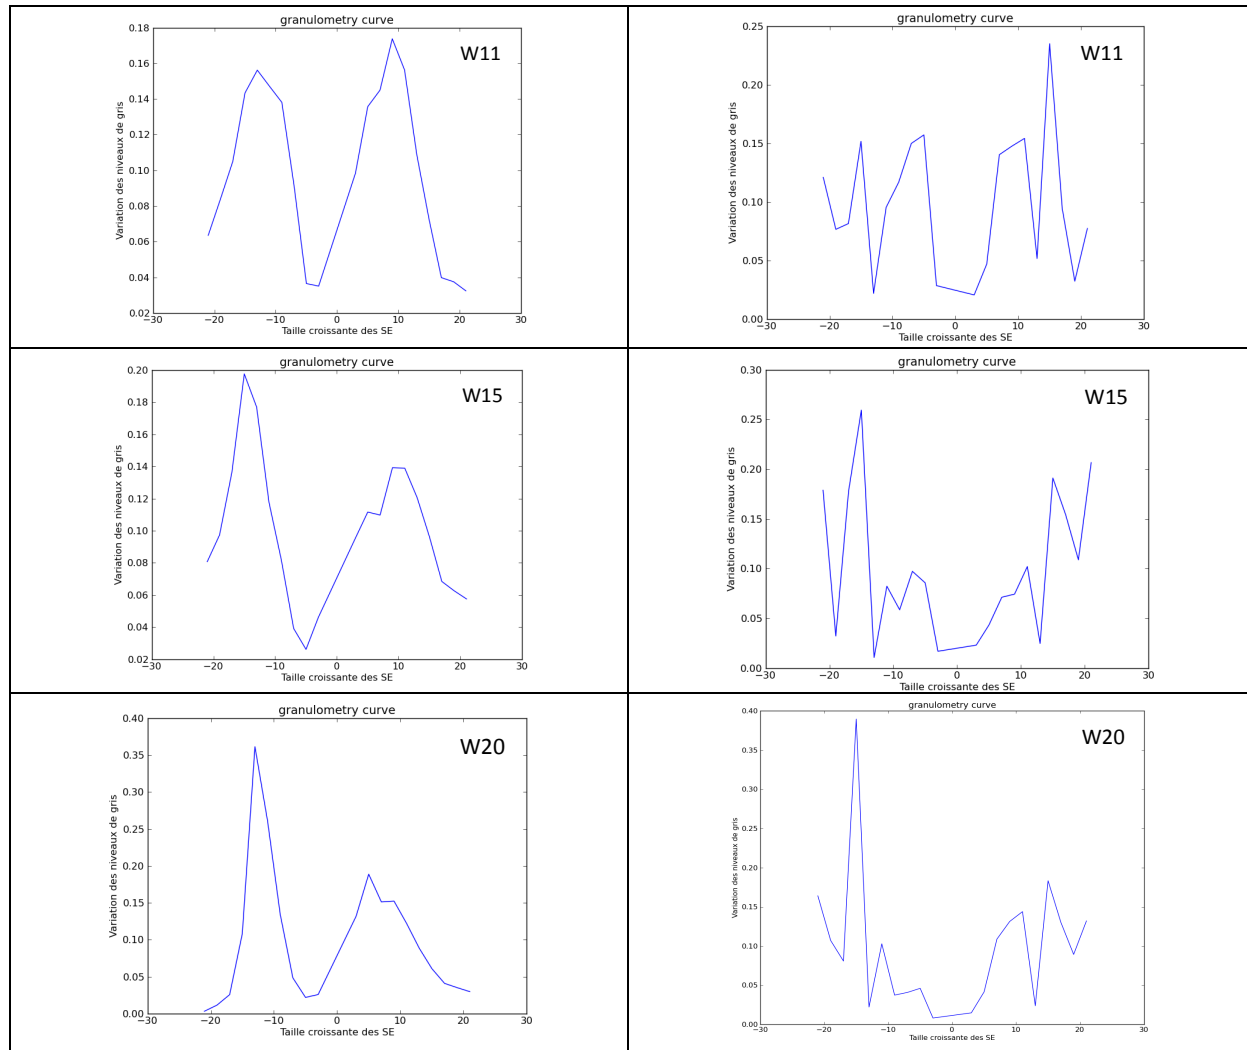 granulometry curve
W11
Variation des niveaux de gris
0.18
0.16
0.14
0.12
0.10
0.08
0.06
0.04
0.02
−30 −20 −10 0 10 20 30
Taille croissante des SE
granulometry curve
W11
Variation des niveaux de gris
0.25
0.20
0.15
0.10
0.05
0.00
−30 −20 −10 0 10 20 30
Taille croissante des SE
granulometry curve
W15
Variation des niveaux de gris
0.20
0.18
0.16
0.14
0.12
0.10
0.08
0.06
0.04
0.02
−30 −20 −10 0 10 20 30
Taille croissante des SE
granulometry curve
W15
Variation des niveaux de gris
0.30
0.25
0.20
0.15
0.10
0.05
0.00
−30 −20 −10 0 10 20 30
Taille croissante des SE
granulometry curve
W20
Variation des niveaux de gris
0.40
0.35
0.30
0.25
0.20
0.15
0.10
0.05
0.00
−30 −20 −10 0 10 20 30
Taille croissante des SE
granulometry curve
W20
Variation des niveaux de gris
0.40
0.35
0.30
0.25
0.20
0.15
0.10
0.05
0.00
−30 −20 −10 0 10 20 30
Taille croissante des SE